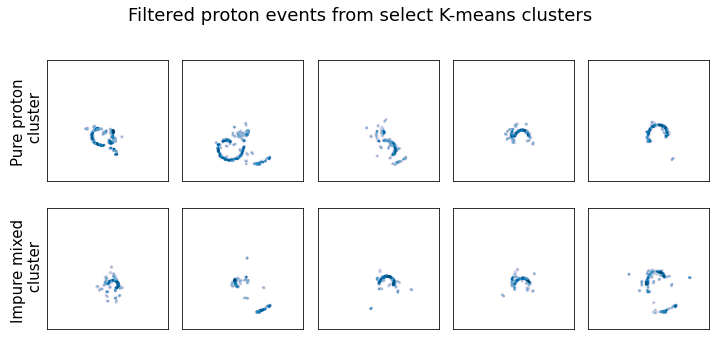 Filtered proton events from select K-means clusters
Pure proton
cluster
Impure mixed
cluster